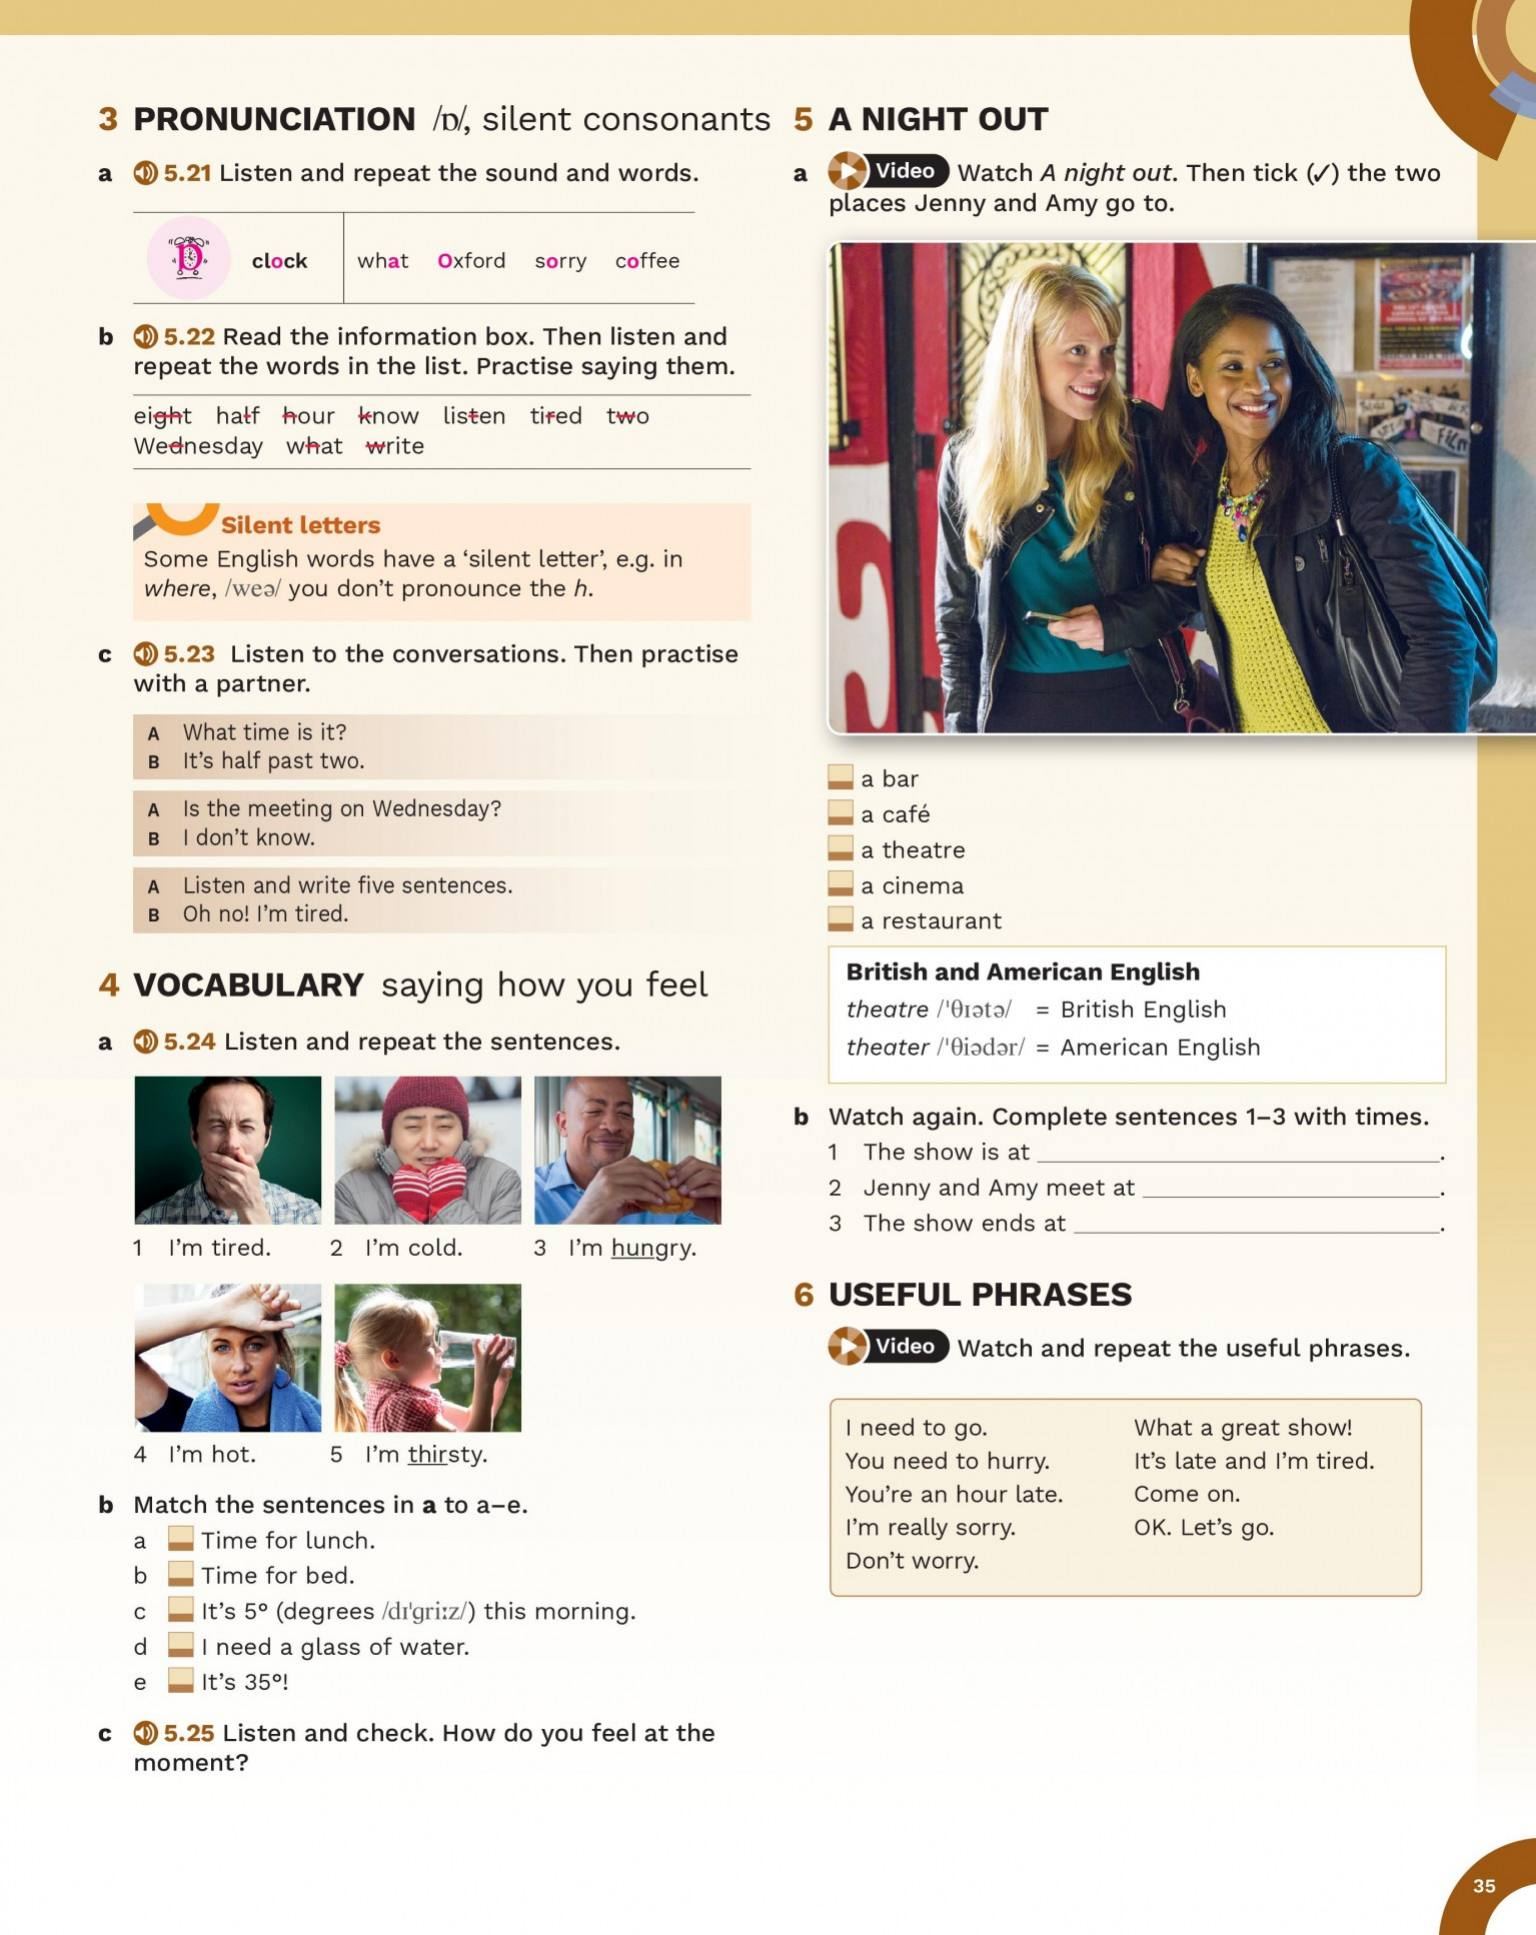 3 PRONUNCIATION /ɒ/, silent consonants
a 5.21 Listen and repeat the sound and words.
ɒ clock what Oxford sorry coffee
b 5.22 Read the information box. Then listen and
repeat the words in the list. Practise saying them.
eight half hour know listen tired two
Wednesday what write
Silent letters
Some English words have a ‘silent letter’, e.g. in
where, /weə/ you don’t pronounce the h.
c 5.23 Listen to the conversations. Then practise
with a partner.
A What time is it?
B It’s half past two.
A Is the meeting on Wednesday?
B I don’t know.
A Listen and write five sentences.
B Oh no! I’m tired.
4 VOCABULARY saying how you feel
a 5.24 Listen and repeat the sentences.
1 I’m tired. 2 I’m cold. 3 I’m hungry.
4 I’m hot. 5 I’m thirsty.
b Match the sentences in a to a–e.
a Time for lunch.
b Time for bed.
c It’s 5° (degrees /dɪˈɡriːz/) this morning.
d I need a glass of water.
e It’s 35°!
c 5.25 Listen and check. How do you feel at the
moment?
5 A NIGHT OUT
a Video Watch A night out. Then tick (✓) the two
places Jenny and Amy go to.
a bar
a café
a theatre
a cinema
a restaurant
British and American English
theatre /ˈθɪətə/ = British English
theater /ˈθiədər/ = American English
b Watch again. Complete sentences 1–3 with times.
1 The show is at ______.
2 Jenny and Amy meet at ______.
3 The show ends at ______.
6 USEFUL PHRASES
Video Watch and repeat the useful phrases.
I need to go.
You need to hurry.
You’re an hour late.
I’m really sorry.
Don’t worry.
What a great show!
It’s late and I’m tired.
Come on.
OK. Let’s go.
35